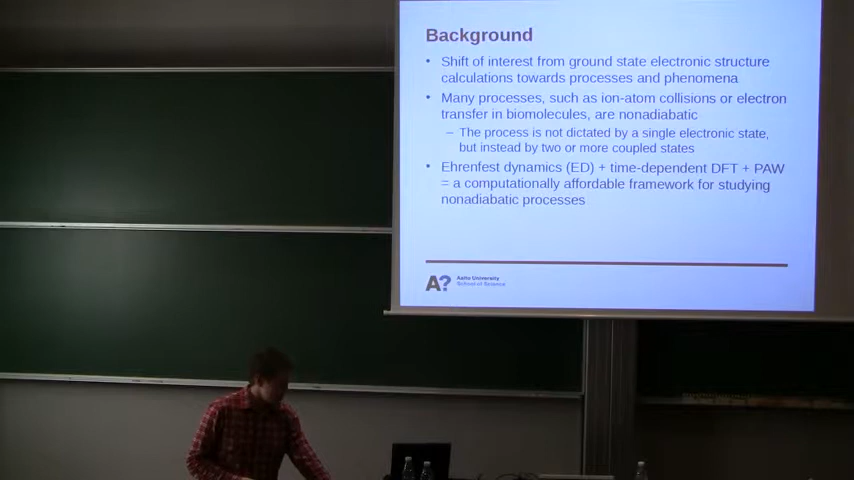 Background
• Shift of interest from ground state electronic structure
calculations towards processes and phenomena
• Many processes, such as ion-atom collisions or electron
transfer in biomolecules, are nonadiabatic
– The process is not dictated by a single electronic state,
but instead by two or more coupled states
• Ehrenfest dynamics (ED) + time-dependent DFT + PAW
= a computationally affordable framework for studying
nonadiabatic processes
A? Aalto University
School of Science